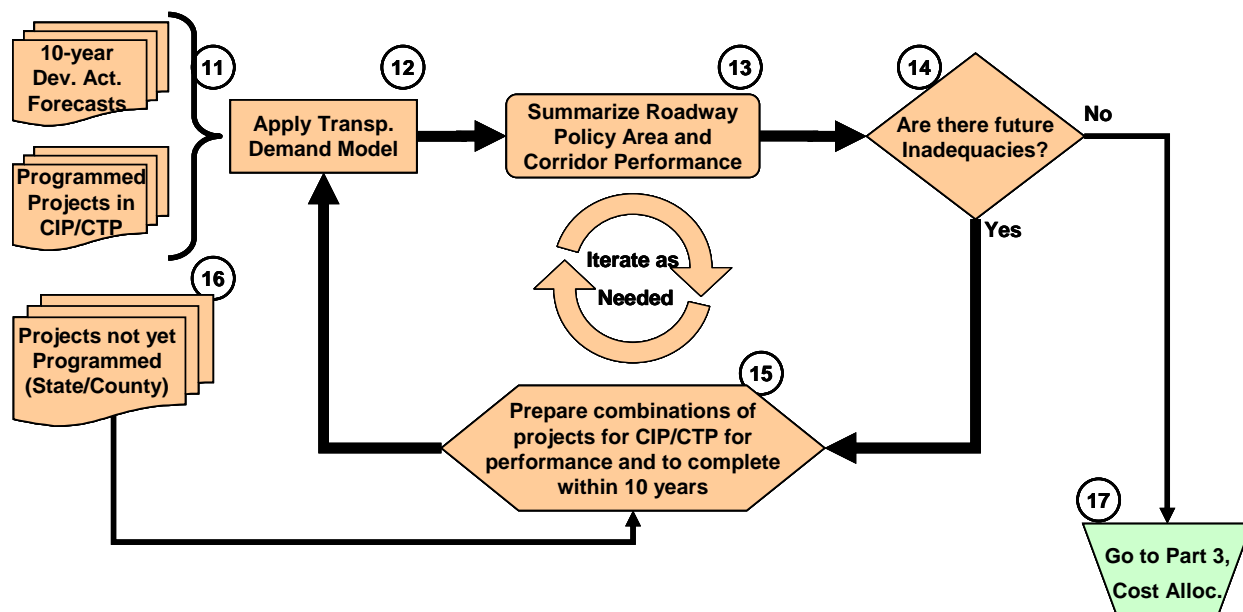 11
10-year
Dev. Act.
Forecasts
Programmed
Projects in
CIP/CTP
12
Apply Transp.
Demand Model
13
Summarize Roadway
Policy Area and
Corridor Performance
14
Are there future
Inadequacies?
No
Yes
Iterate as
Needed
16
Projects not yet
Programmed
(State/County)
15
Prepare combinations of
projects for CIP/CTP for
performance and to complete
within 10 years
17
Go to Part 3,
Cost Alloc.